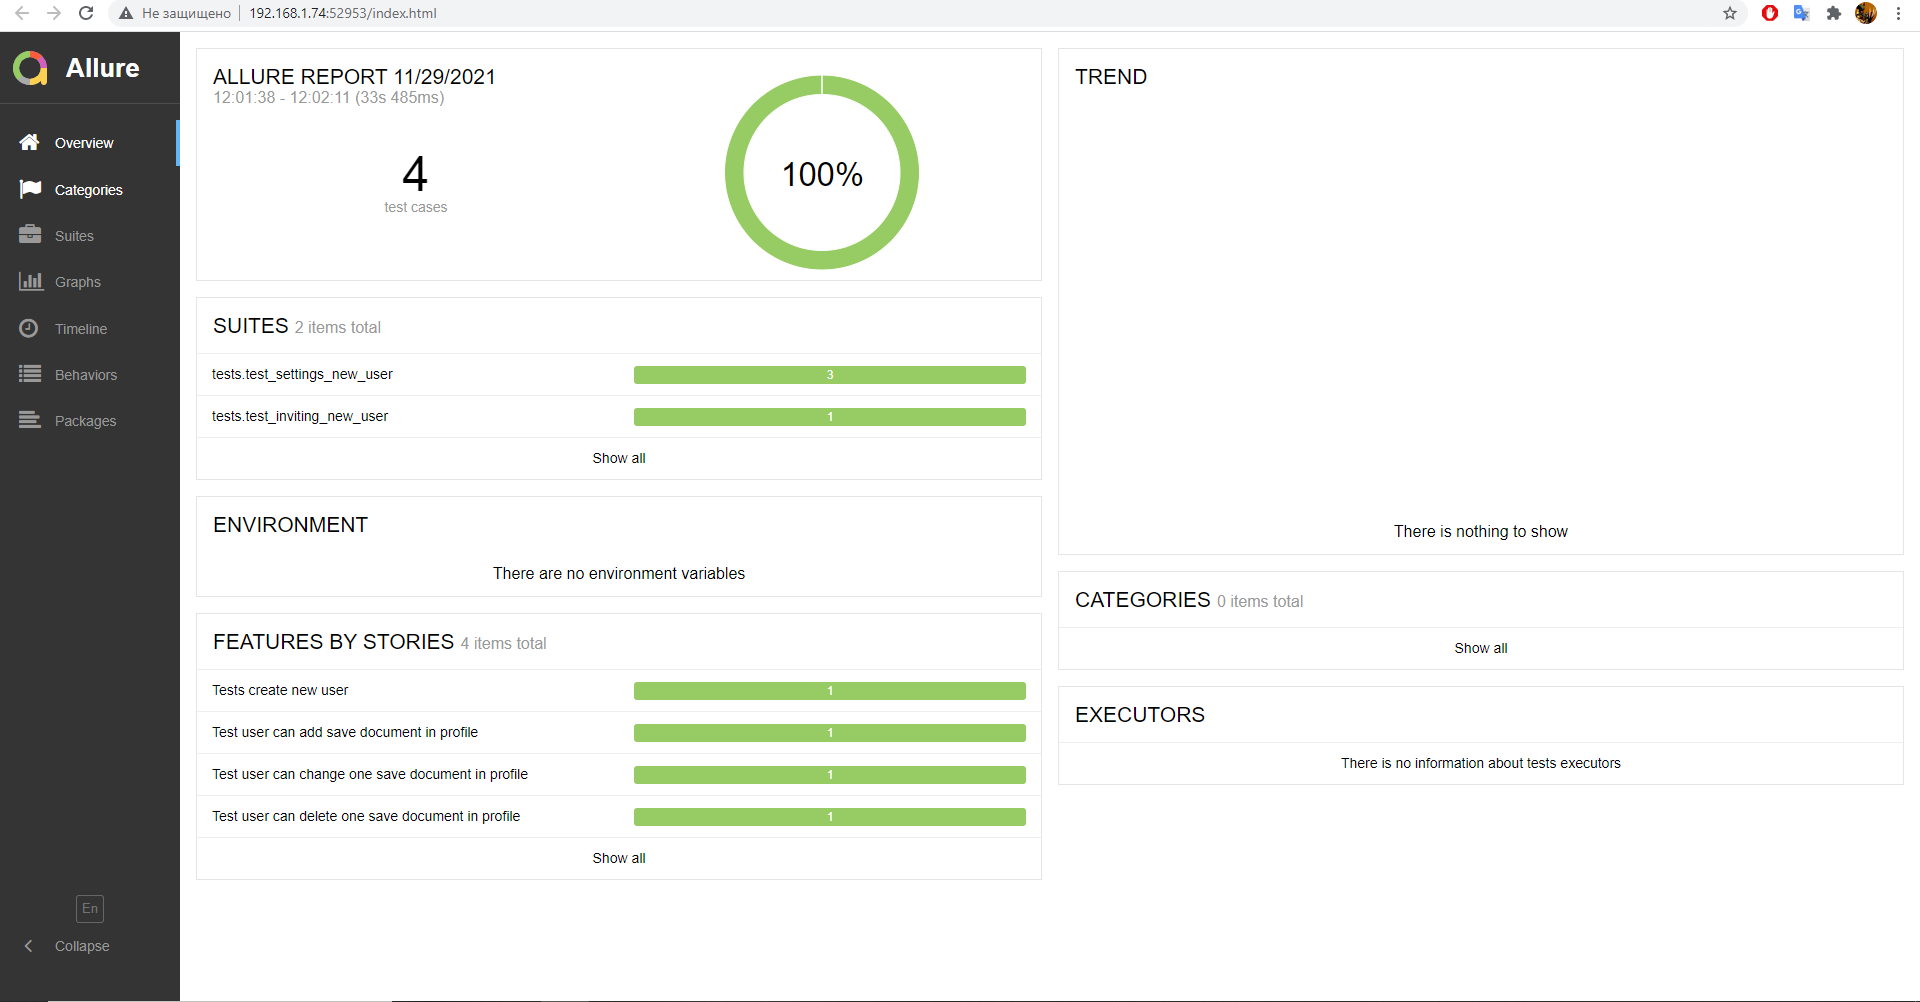 Не защищено 192.168.1.74:52953/index.html
Allure
Overview
Categories
Suites
Graphs
Timeline
Behaviors
Packages
En
Collapse
ALLURE REPORT 11/29/2021
12:01:38 - 12:02:11 (33s 485ms)
4
test cases
100%
SUITES 2 items total
tests.test_settings_new_user 3
tests.test_inviting_new_user 1
Show all
ENVIRONMENT
There are no environment variables
FEATURES BY STORIES 4 items total
Tests create new user 1
Test user can add save document in profile 1
Test user can change one save document in profile 1
Test user can delete one save document in profile 1
Show all
TREND
There is nothing to show
CATEGORIES 0 items total
Show all
EXECUTORS
There is no information about tests executors